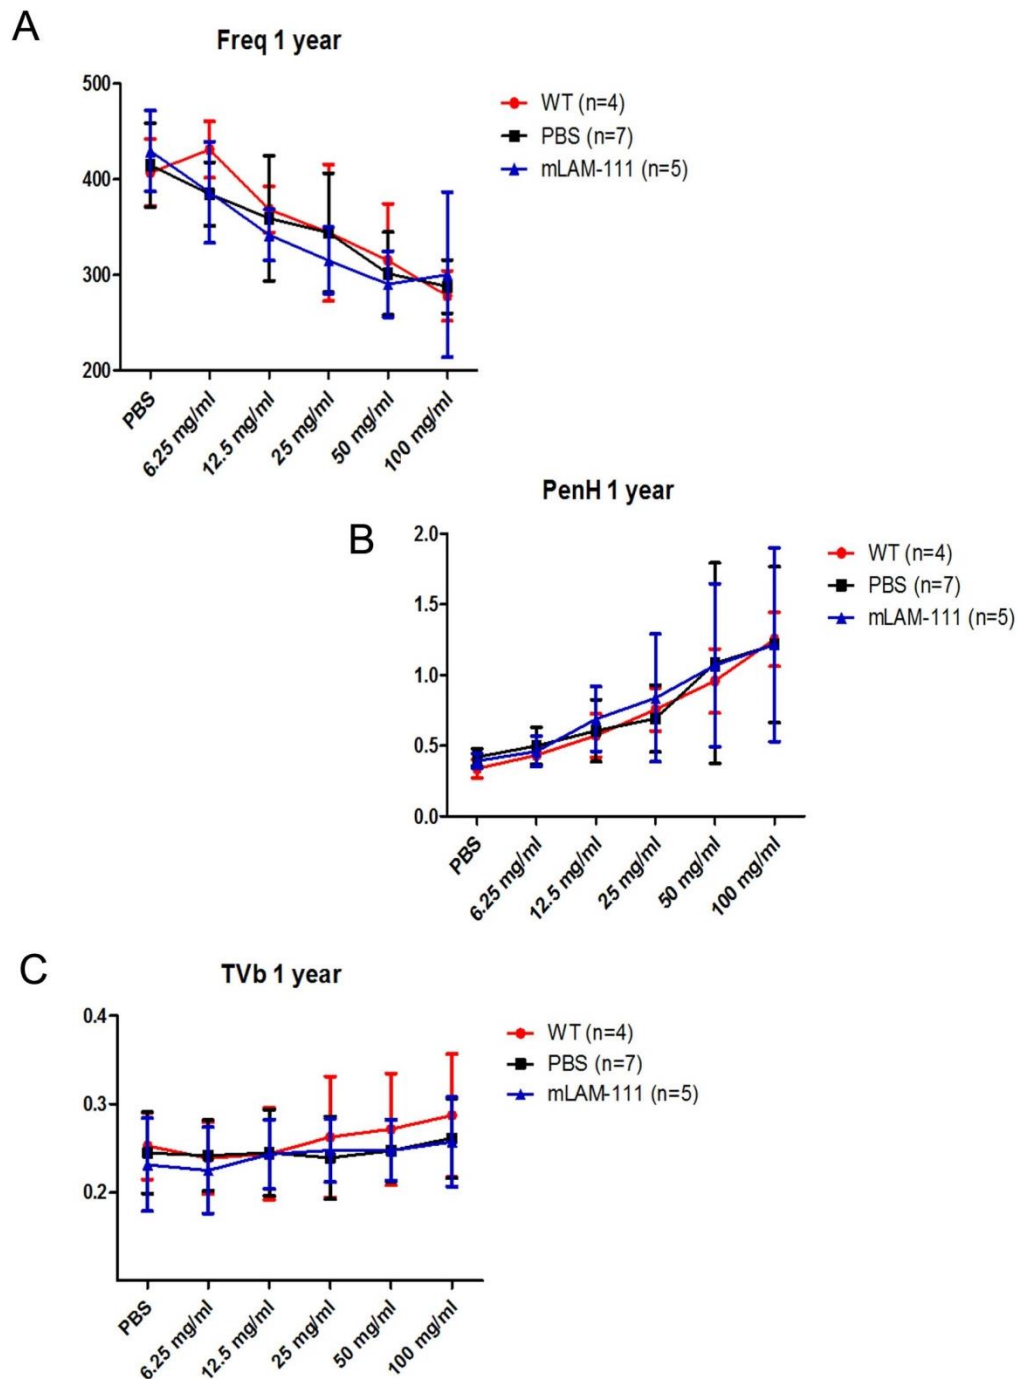 A
Freq 1 year
500
400
300
200
WT (n=4)
PBS (n=7)
mLAM-111 (n=5)
PBS
6.25 mg/ml
12.5 mg/ml
25 mg/ml
50 mg/ml
100 mg/ml
B
PenH 1 year
2.0
1.5
1.0
0.5
0.0
WT (n=4)
PBS (n=7)
mLAM-111 (n=5)
PBS
6.25 mg/ml
12.5 mg/ml
25 mg/ml
50 mg/ml
100 mg/ml
C
TVb 1 year
0.4
0.3
0.2
WT (n=4)
PBS (n=7)
mLAM-111 (n=5)
PBS
6.25 mg/ml
12.5 mg/ml
25 mg/ml
50 mg/ml
100 mg/ml